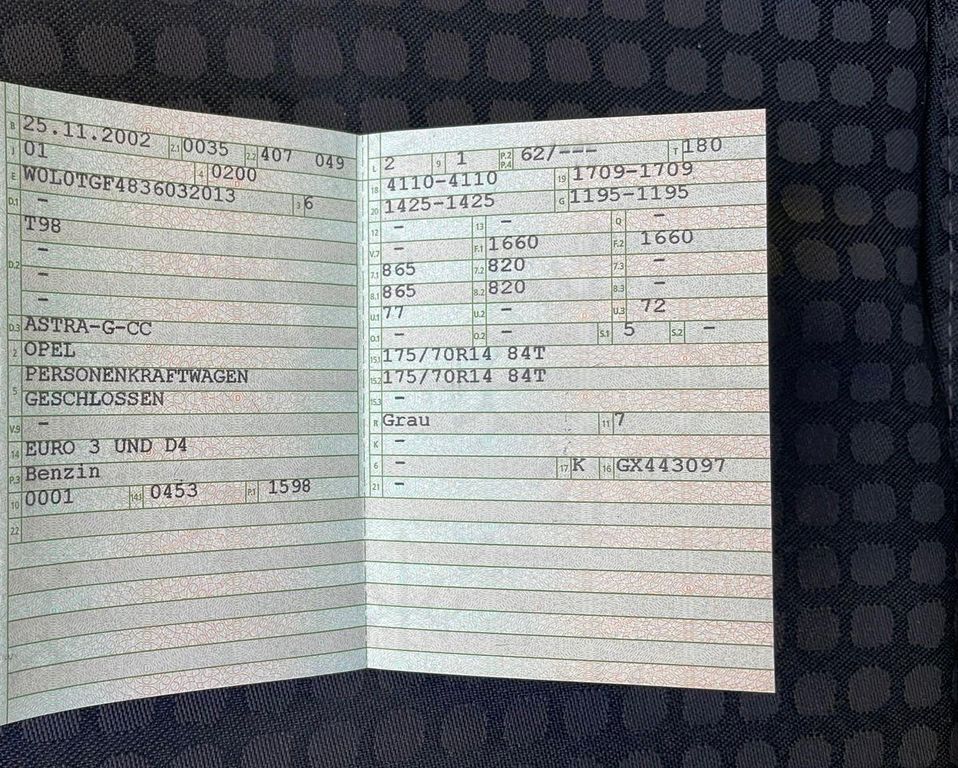 B 25.11.2002 2.1 0035 2.2 407 049
J 01 4 0200
E WOL0TGF4836032013 3 6
D.1 -
T98
-
D.2 -
-
D.3 ASTRA-G-CC
2 OPEL
5 PERSONENKRAFTWAGEN
GESCHLOSSEN
V.9 -
14 EURO 3 UND D4
P.3 Benzin
10 0001 14.1 0453 P.1 1598
22
L 2 9 1 P.2 P.4 62/--- T 180
18 4110-4110 19 1709-1709
20 1425-1425 G 1195-1195
12 - 13 - Q -
V.7 - F.1 1660 F.2 1660
7.1 865 7.2 820 7.3 -
8.1 865 8.2 820 8.3 -
U.1 77 U.2 - U.3 72
O.1 - O.2 - S.1 5 S.2 -
15.1 175/70R14 84T
15.2 175/70R14 84T
15.3 -
R Grau 11 7
K -
6 - 17 K 16 GX443097
21 -